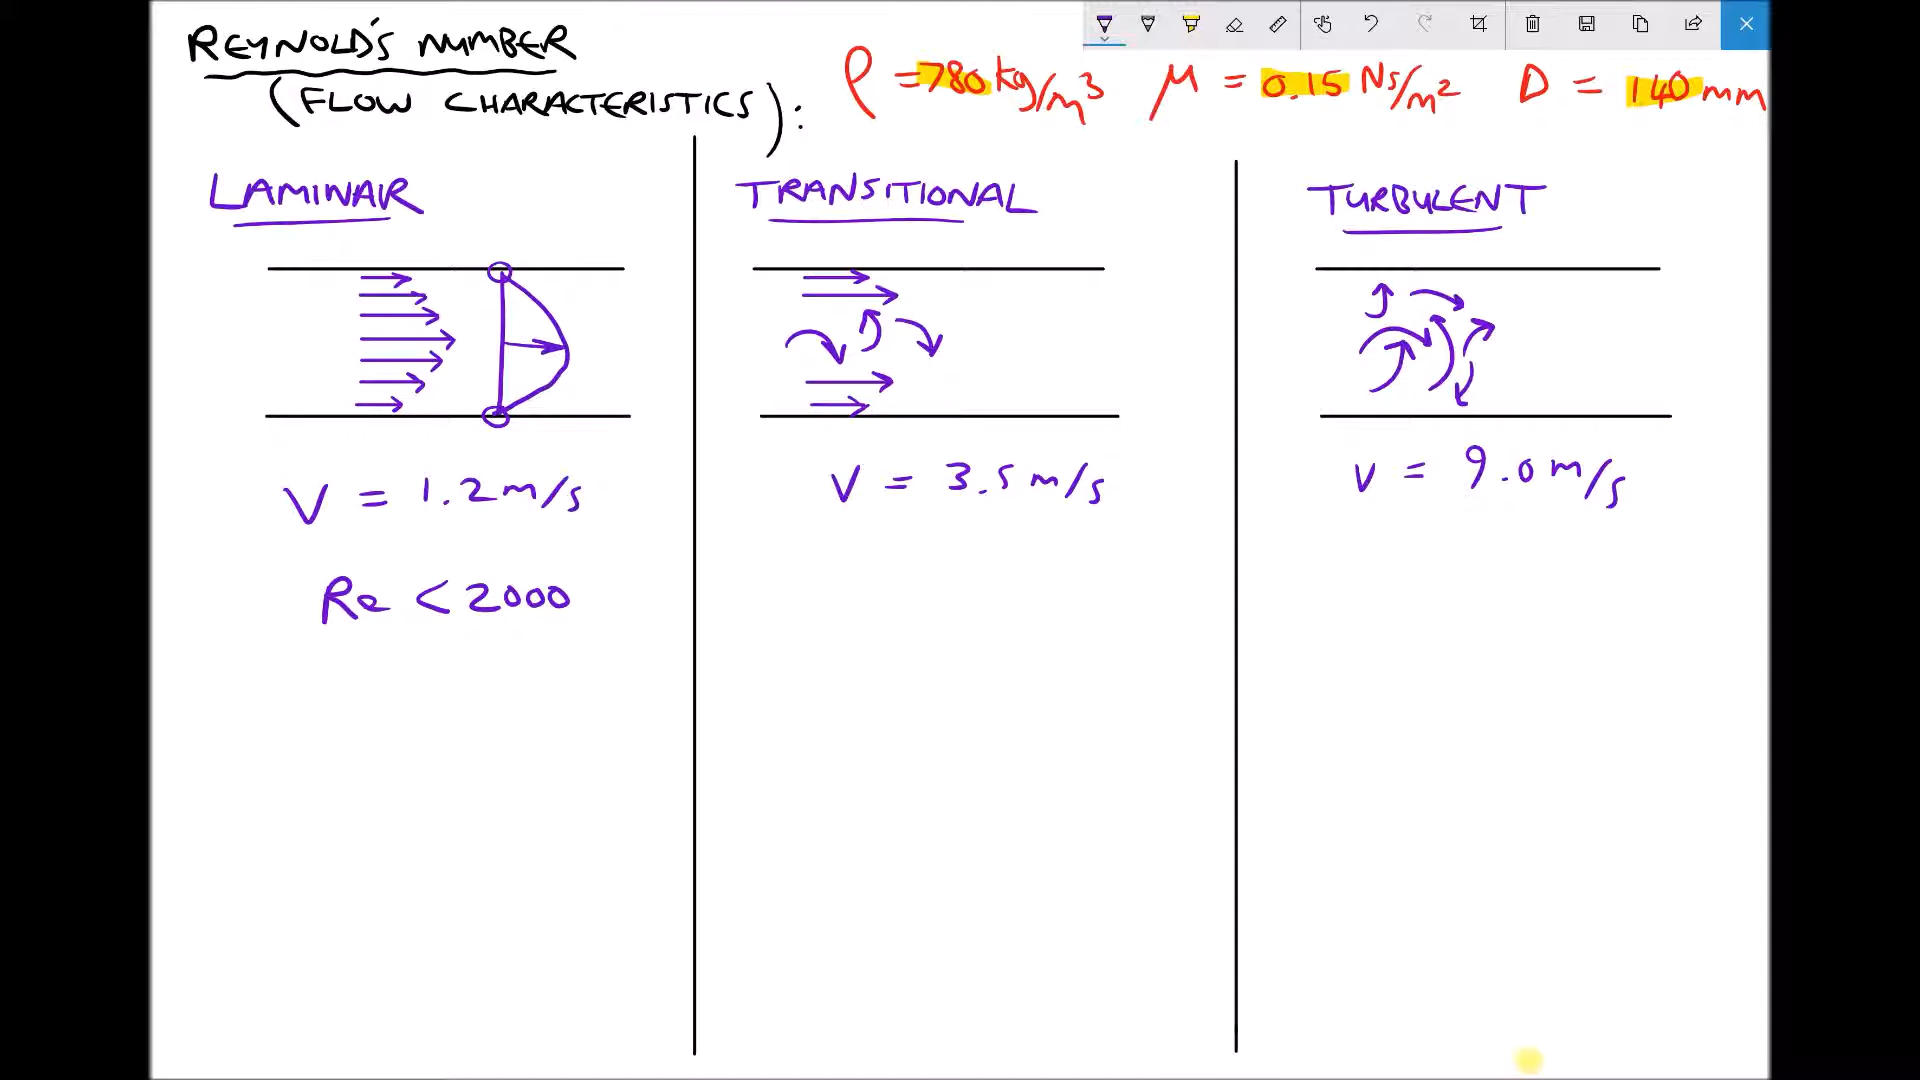 REYNOLD'S NUMBER
(FLOW CHARACTERISTICS):
ρ = 780 kg/m³ μ = 0.15 Ns/m² D = 140 mm
LAMINAR
V = 1.2 m/s
Re < 2000
TRANSITIONAL
V = 3.5 m/s
TURBULENT
V = 9.0 m/s